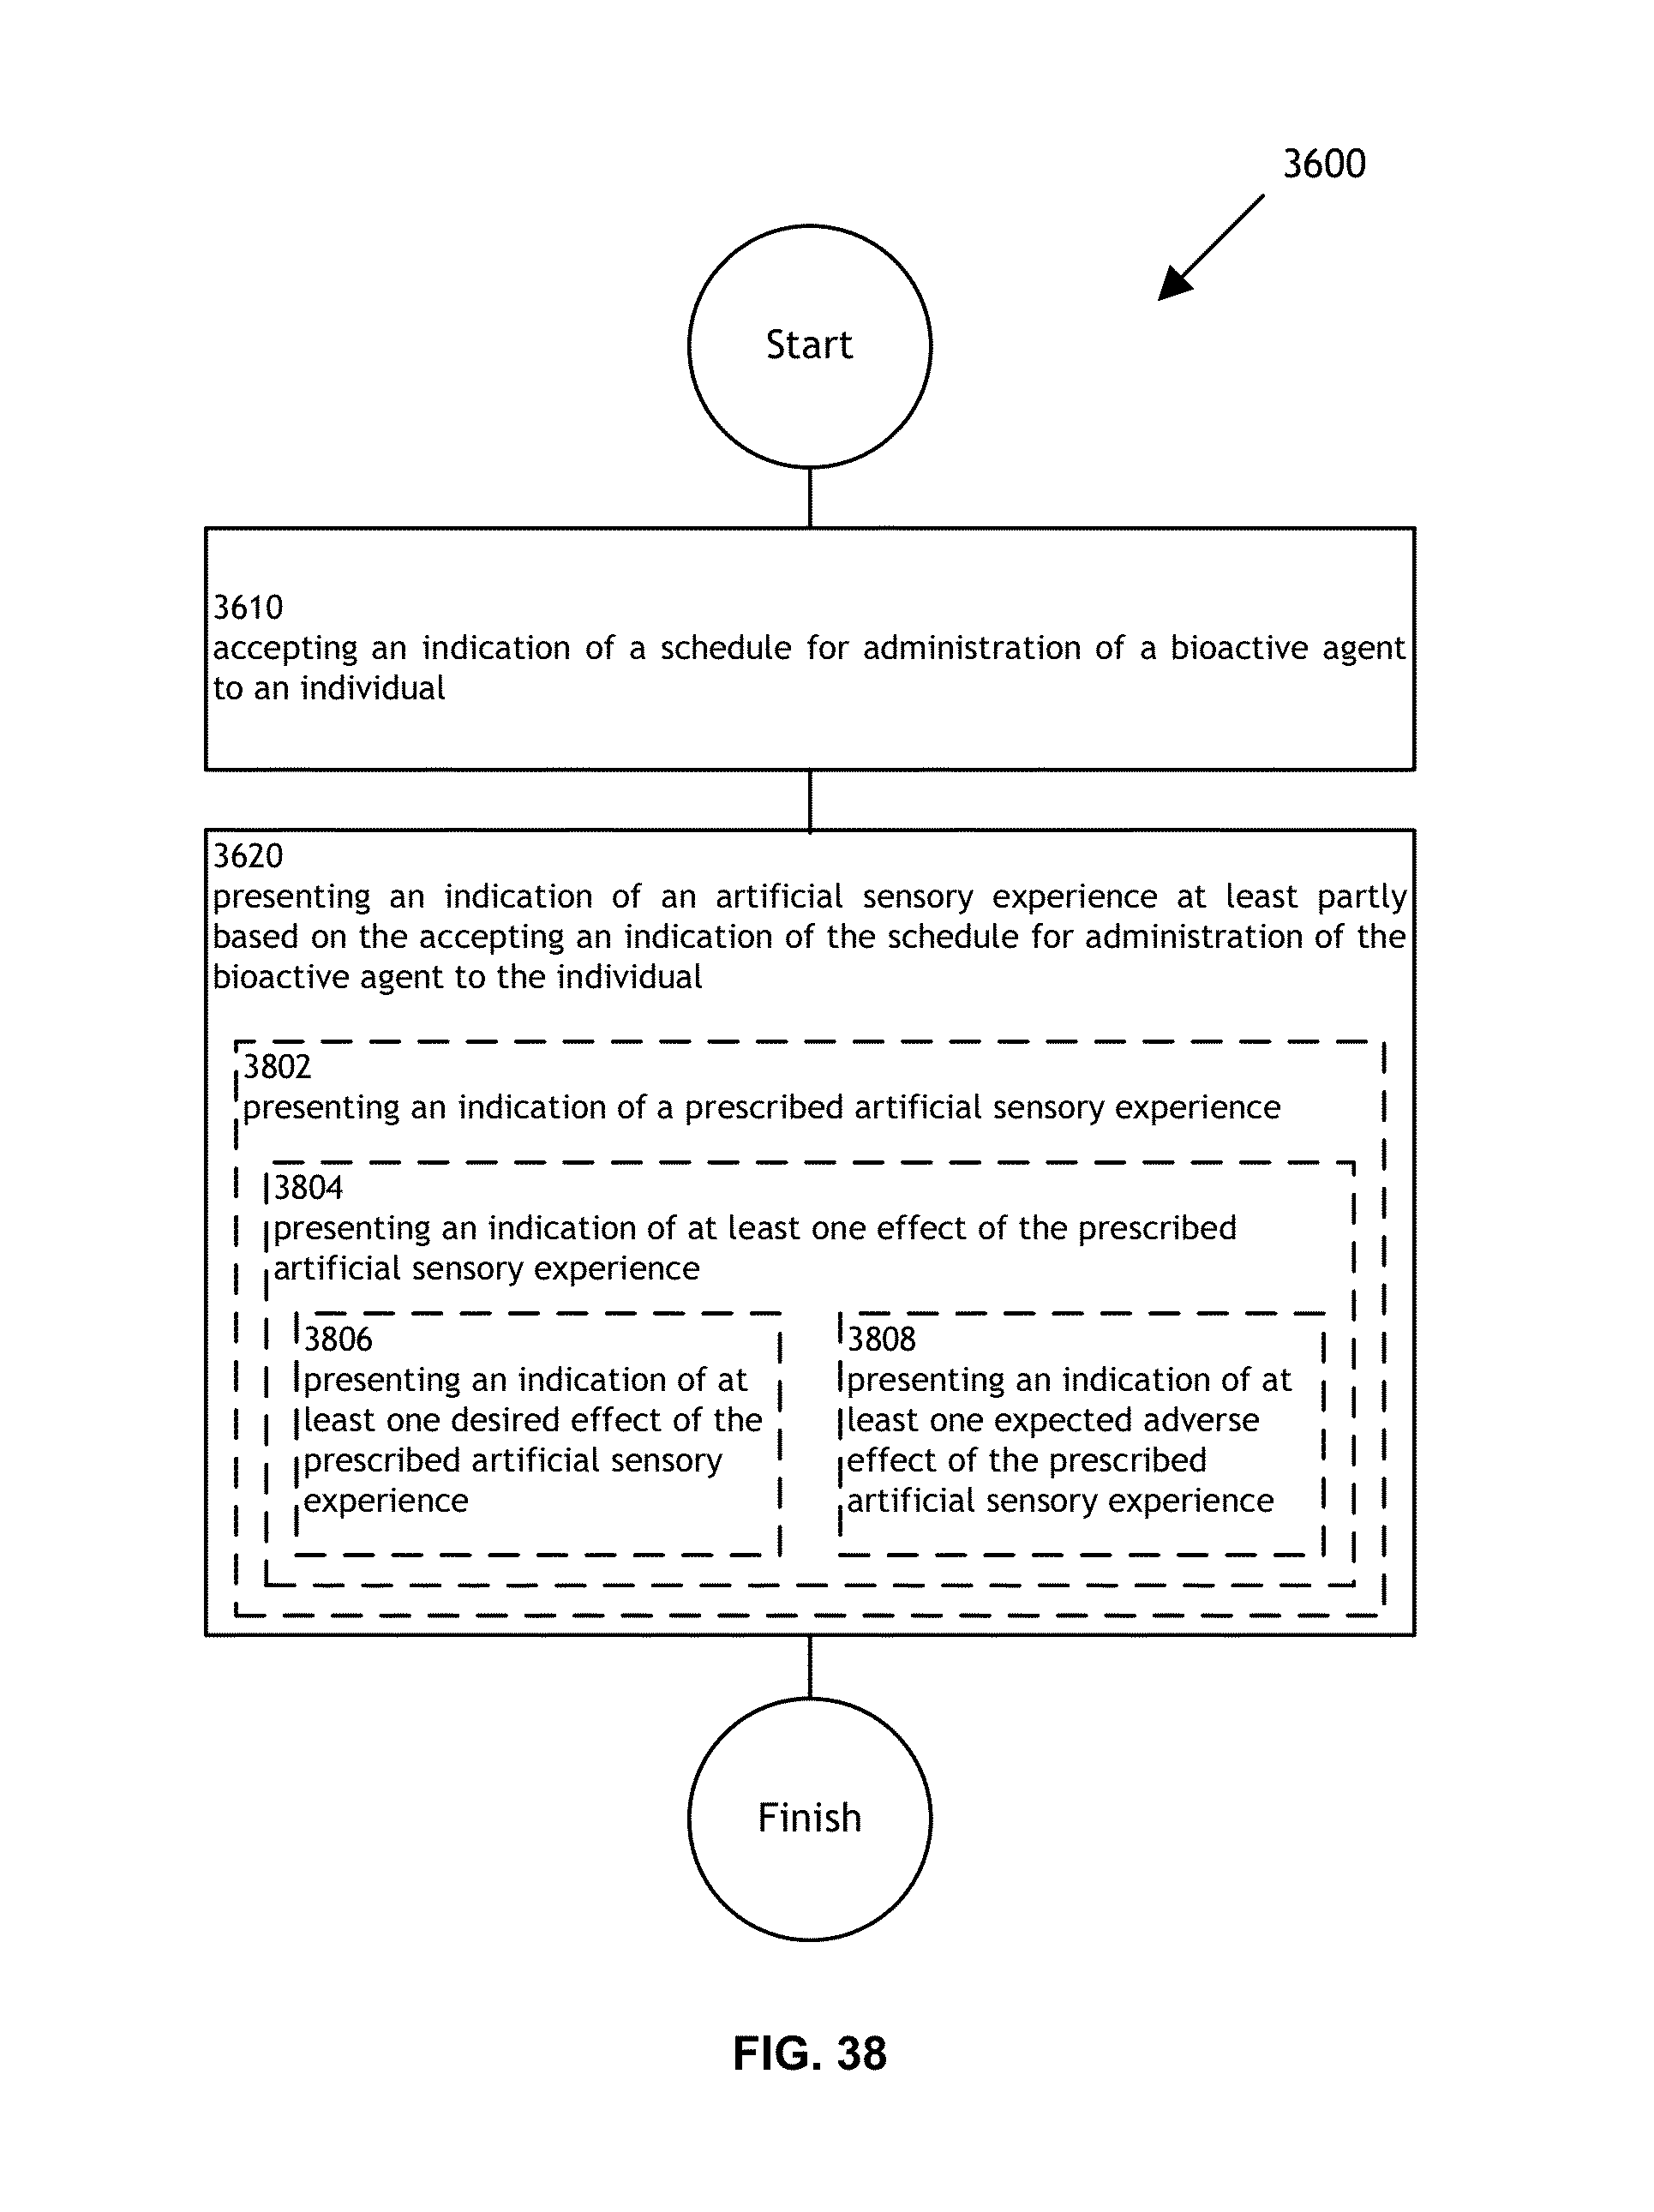 3600
Start
3610
accepting an indication of a schedule for administration of a bioactive agent
to an individual
3620
presenting an indication of an artificial sensory experience at least partly
based on the accepting an indication of the schedule for administration of the
bioactive agent to the individual
3802
presenting an indication of a prescribed artificial sensory experience
3804
presenting an indication of at least one effect of the prescribed
artificial sensory experience
3806
presenting an indication of at
least one desired effect of the
prescribed artificial sensory
experience
3808
presenting an indication of at
least one expected adverse
effect of the prescribed
artificial sensory experience
Finish
FIG. 38